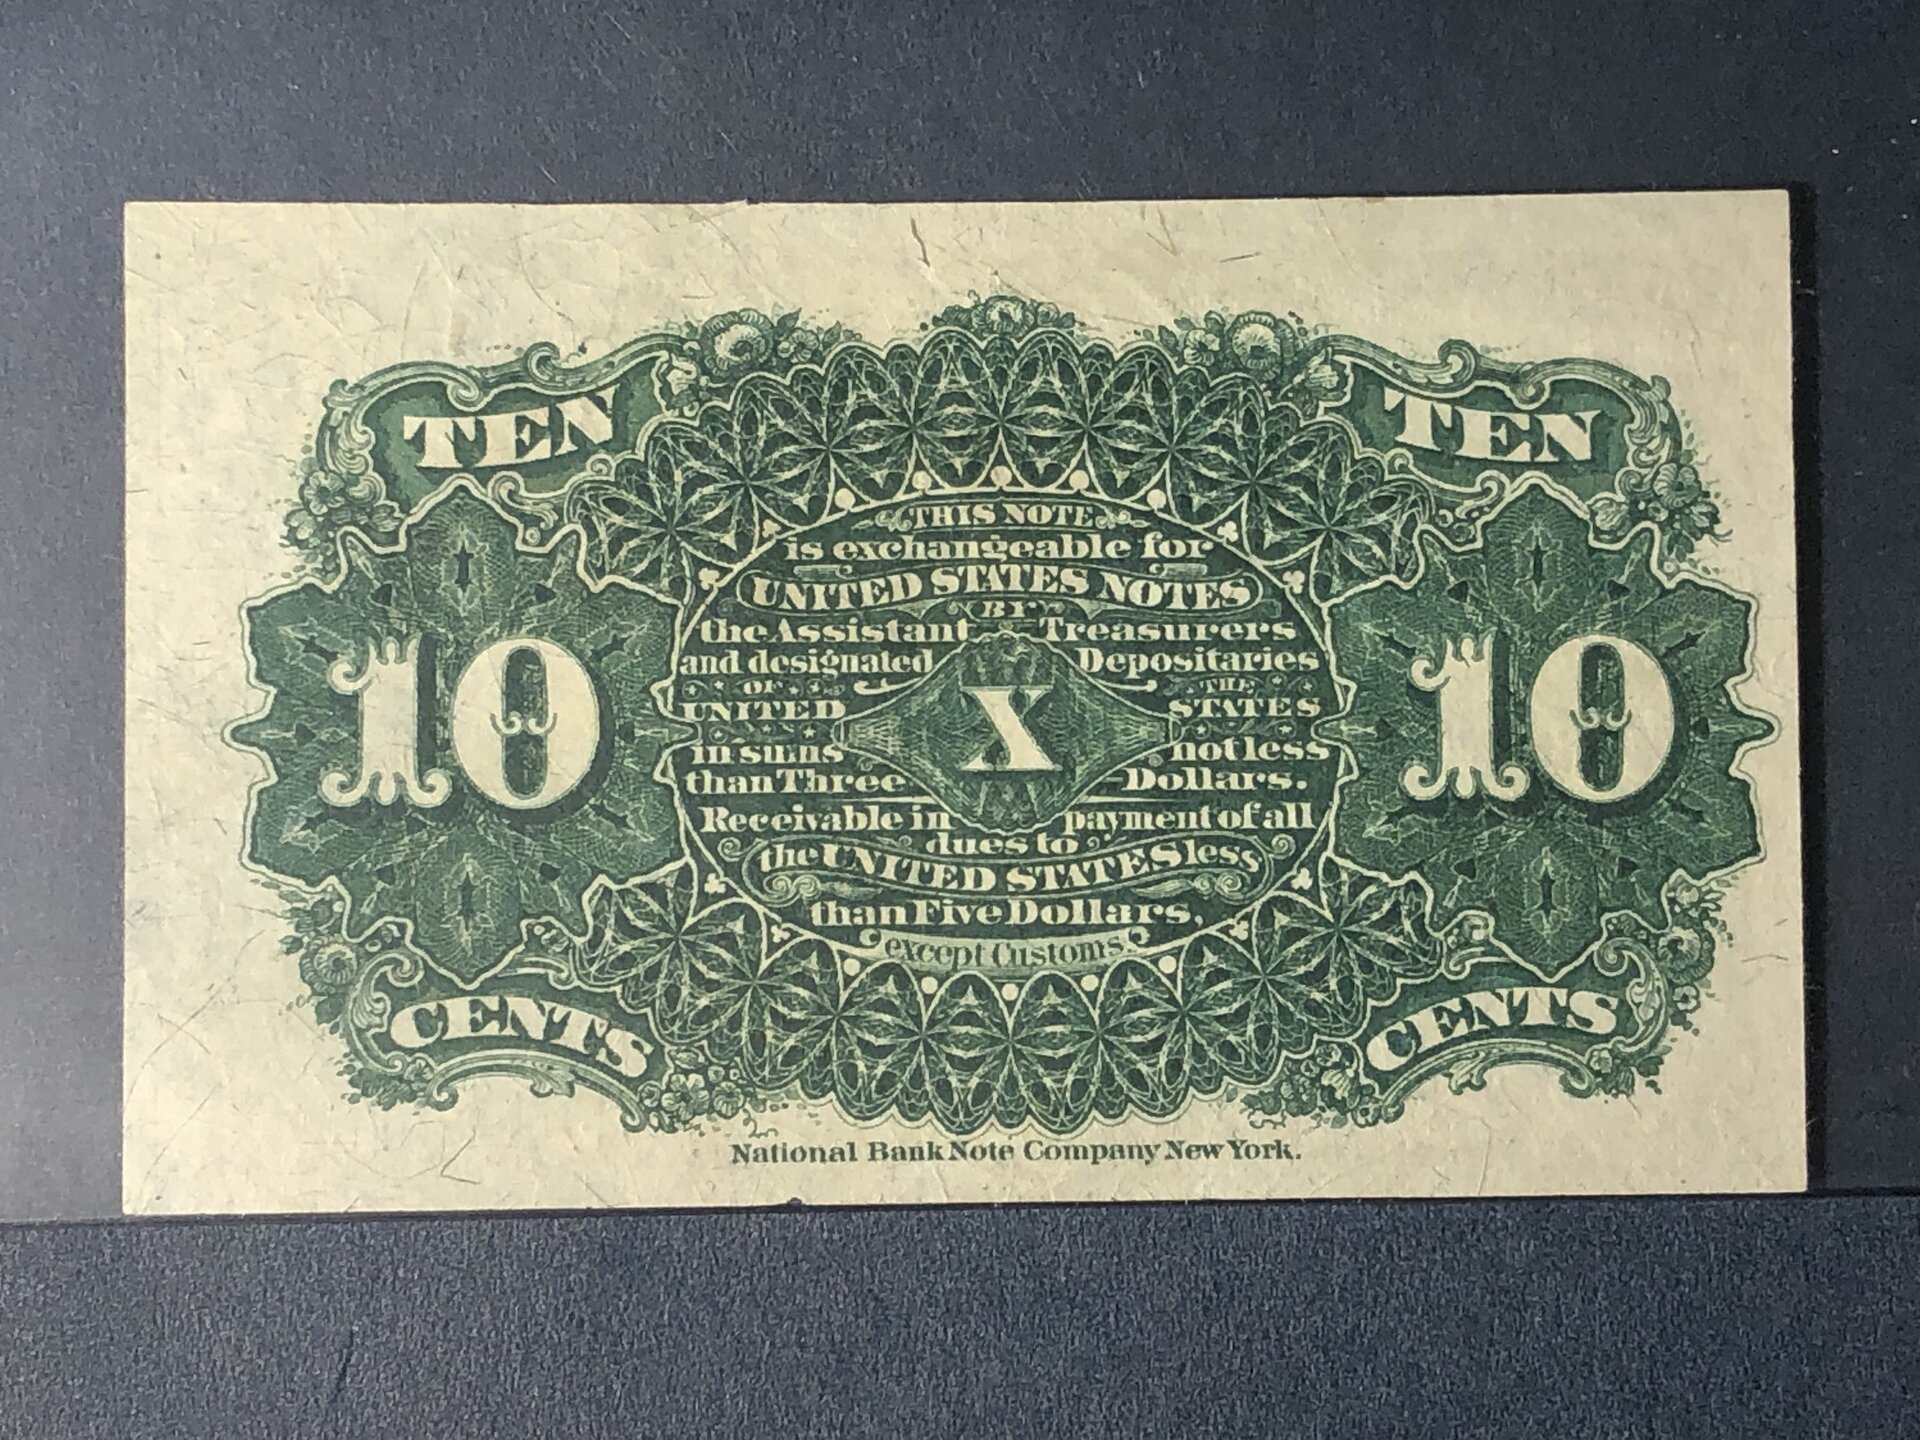 TEN TEN
THIS NOTE
is exchangeable for
UNITED STATES NOTES
BY
the Assistant Treasurers
and designated Depositaries
OF THE
UNITED STATES
in sums not less
than Three Dollars.
10 X 10
Receivable in payment of all
dues to
the UNITED STATES less
than Five Dollars,
except Customs.
CENTS CENTS
National Bank Note Company New York.